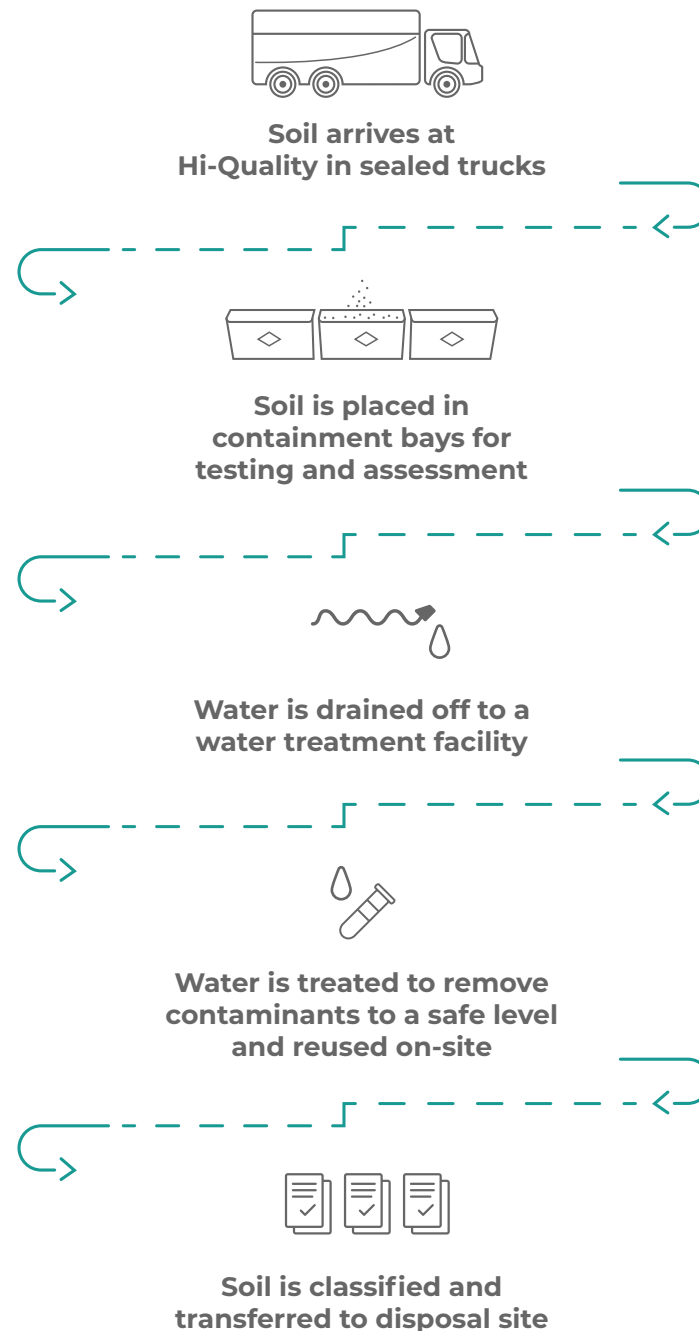 Soil arrives at
Hi-Quality in sealed trucks
Soil is placed in
containment bays for
testing and assessment
Water is drained off to a
water treatment facility
Water is treated to remove
contaminants to a safe level
and reused on-site
Soil is classified and
transferred to disposal site